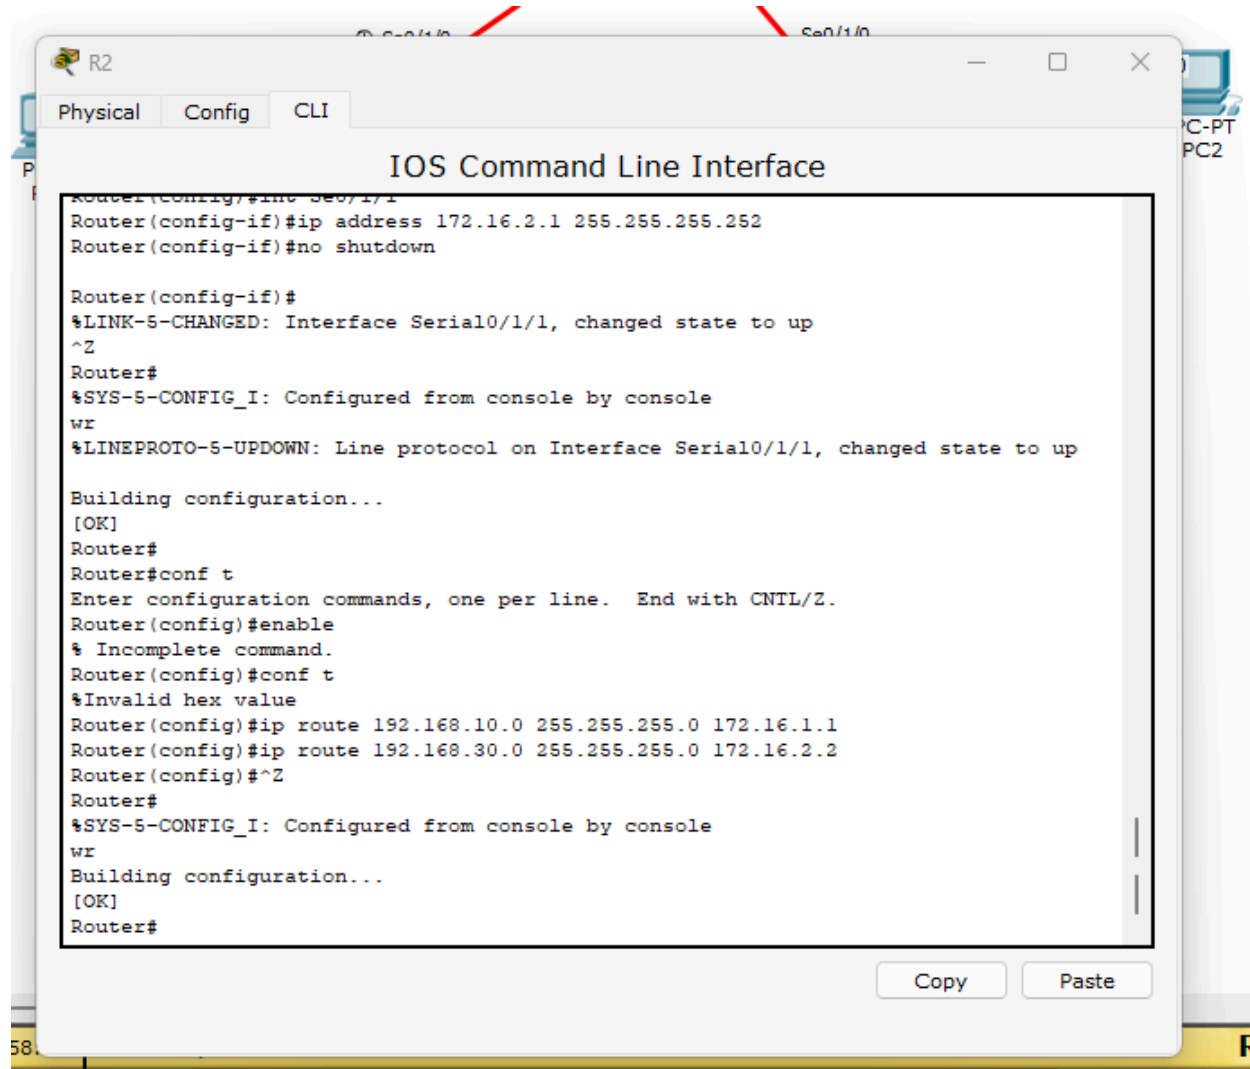 Se0/1/0
R2
Physical Config CLI
PC-PT
PC2
IOS Command Line Interface
Router(config)#int Se0/1/1
Router(config-if)#ip address 172.16.2.1 255.255.255.252
Router(config-if)#no shutdown
Router(config-if)#
%LINK-5-CHANGED: Interface Serial0/1/1, changed state to up
^Z
Router#
%SYS-5-CONFIG_I: Configured from console by console
wr
%LINEPROTO-5-UPDOWN: Line protocol on Interface Serial0/1/1, changed state to up
Building configuration...
[OK]
Router#
Router#conf t
Enter configuration commands, one per line.  End with CNTL/Z.
Router(config)#enable
% Incomplete command.
Router(config)#conf t
%Invalid hex value
Router(config)#ip route 192.168.10.0 255.255.255.0 172.16.1.1
Router(config)#ip route 192.168.30.0 255.255.255.0 172.16.2.2
Router(config)#^Z
Router#
%SYS-5-CONFIG_I: Configured from console by console
wr
Building configuration...
[OK]
Router#
Copy Paste